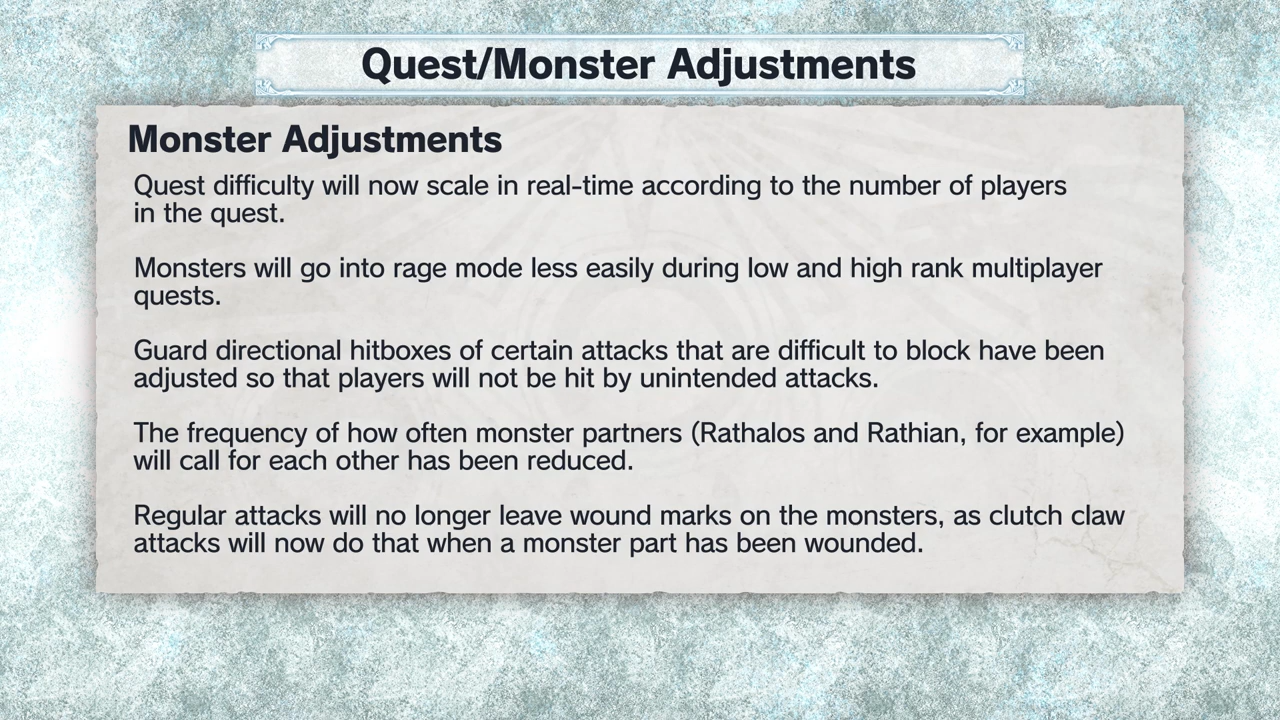 Quest/Monster Adjustments
Monster Adjustments
Quest difficulty will now scale in real-time according to the number of players
in the quest.
Monsters will go into rage mode less easily during low and high rank multiplayer
quests.
Guard directional hitboxes of certain attacks that are difficult to block have been
adjusted so that players will not be hit by unintended attacks.
The frequency of how often monster partners (Rathalos and Rathian, for example)
will call for each other has been reduced.
Regular attacks will no longer leave wound marks on the monsters, as clutch claw
attacks will now do that when a monster part has been wounded.